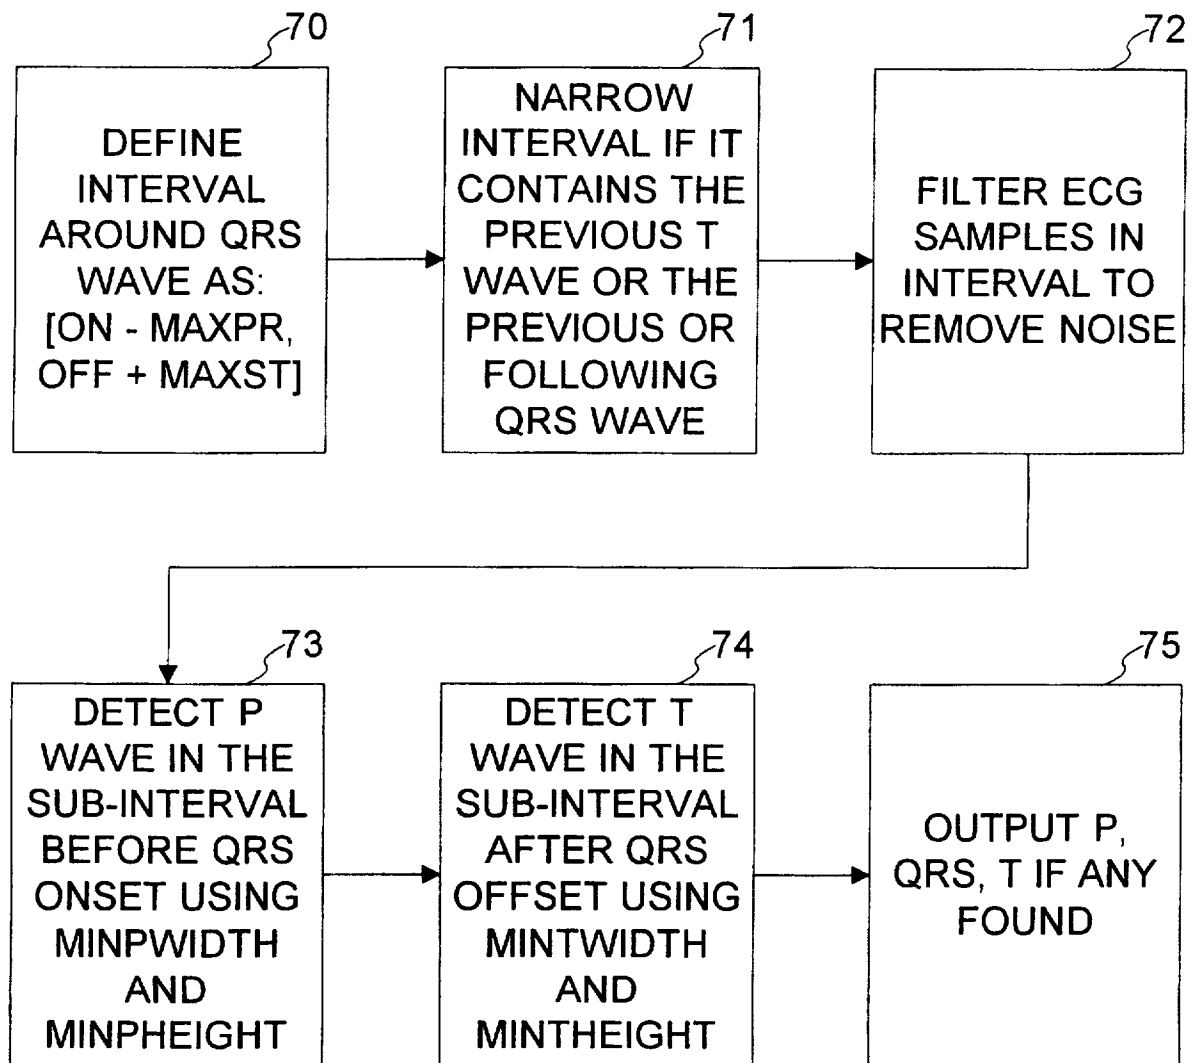 70
DEFINE
INTERVAL
AROUND QRS
WAVE AS:
[ON - MAXPR,
OFF + MAXST]
71
NARROW
INTERVAL IF IT
CONTAINS THE
PREVIOUS T
WAVE OR THE
PREVIOUS OR
FOLLOWING
QRS WAVE
72
FILTER ECG
SAMPLES IN
INTERVAL TO
REMOVE NOISE
73
DETECT P
WAVE IN THE
SUB-INTERVAL
BEFORE QRS
ONSET USING
MINPWIDTH
AND
MINPHEIGHT
74
DETECT T
WAVE IN THE
SUB-INTERVAL
AFTER QRS
OFFSET USING
MINTWIDTH
AND
MINTHEIGHT
75
OUTPUT P,
QRS, T IF ANY
FOUND